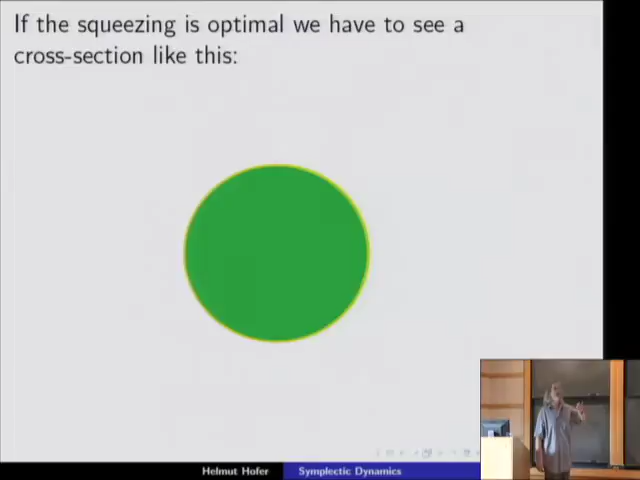 If the squeezing is optimal we have to see a
cross-section like this:
Helmut Hofer Symplectic Dynamics